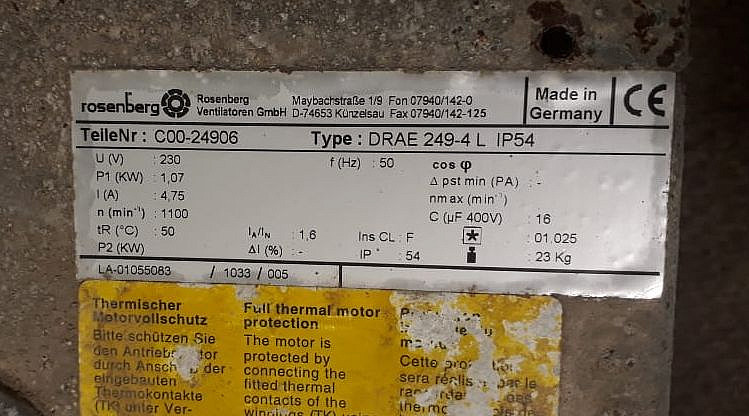 rosenberg Rosenberg Ventilatoren GmbH Maybachstraße 1/9 Fon 07940/142-0 D-74653 Künzelsau Fax 07940/142-125 Made in Germany CE
TeileNr : C00-24906 Type : DRAE 249-4 L IP54
U (V) : 230 f (Hz) : 50 cos φ
P1 (KW) : 1,07 Δ pst min (PA) : -
I (A) : 4,75 nmax (min⁻¹)
n (min⁻¹) : 1100 C (µF 400V) : 16
tR (°C) : 50 IA/IN : 1,6 Ins CL : F : 01.025
P2 (KW) ΔI (%) : - IP : 54 : 23 Kg
LA-01055083 / 1033 / 005
Thermischer
Motorvollschutz
Bitte schützen Sie
den
durch
eingebauten
Thermokontakte
(TK) unter Ver-
Full thermal motor
protection
The motor is
protected by
connecting the
fitted thermal
contacts of the
Cette
sera par le